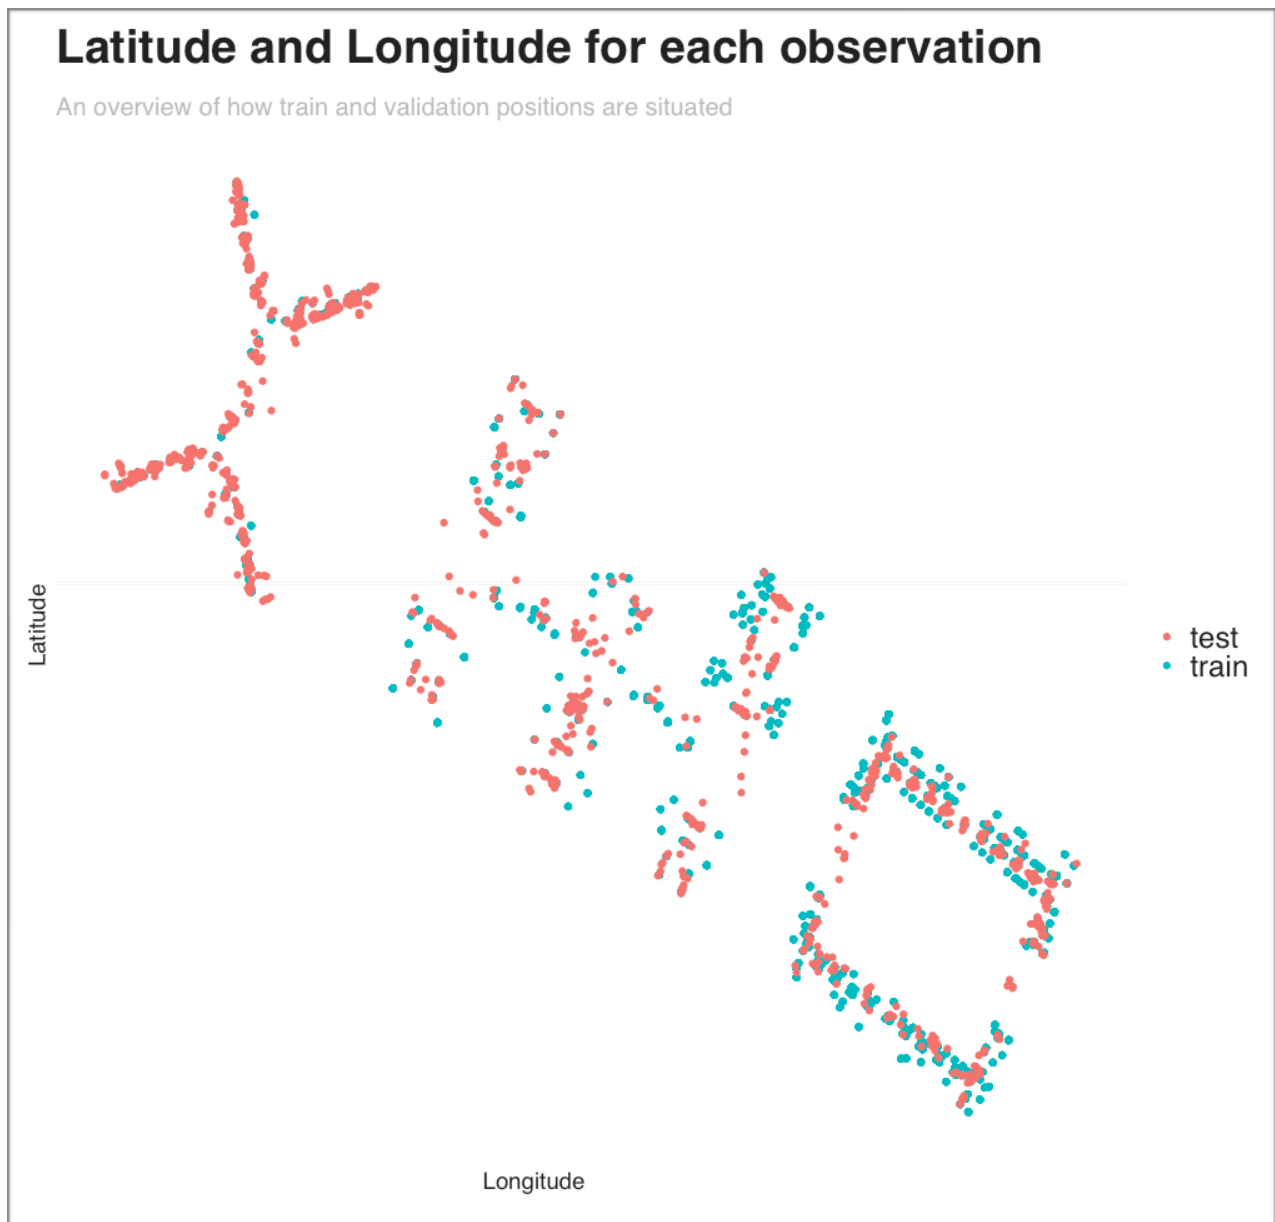 Latitude and Longitude for each observation
An overview of how train and validation positions are situated
Latitude
test
train
Longitude